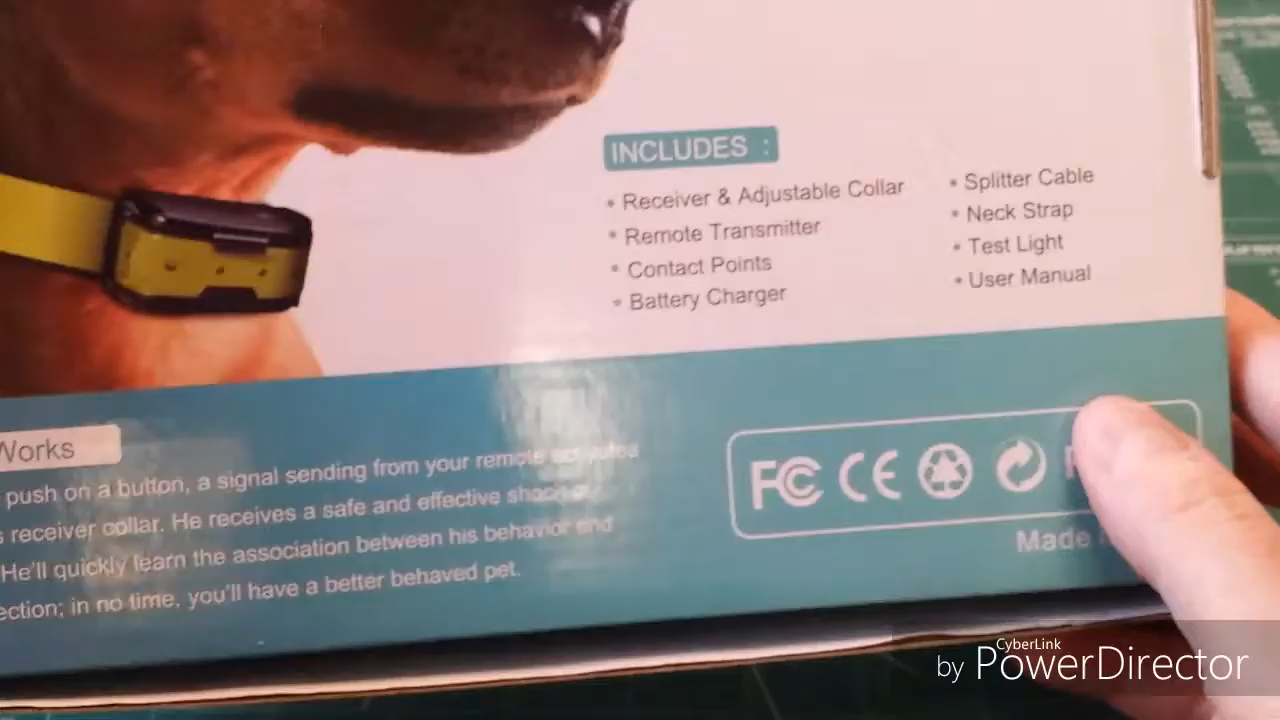 INCLUDES :
• Receiver & Adjustable Collar
• Remote Transmitter
• Contact Points
• Battery Charger
• Splitter Cable
• Neck Strap
• Test Light
• User Manual
Works
push on a button, a signal sending from your remote activates
receiver collar. He receives a safe and effective shock
He'll quickly learn the association between his behavior and
ection; in no time, you'll have a better behaved pet.
FC CE
Made
CyberLink
by PowerDirector